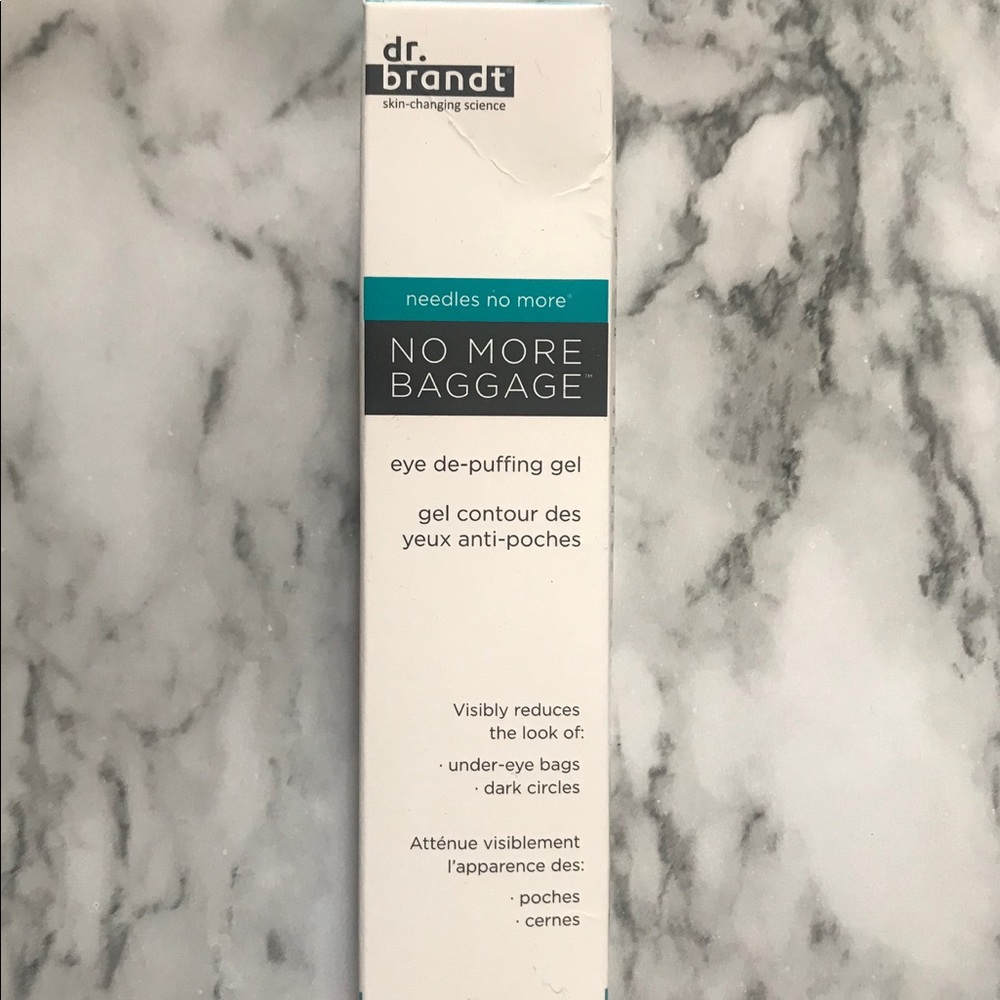 dr.
brandt®
skin-changing science
needles no more®
NO MORE
BAGGAGE™
eye de-puffing gel
gel contour des
yeux anti-poches
Visibly reduces
the look of:
· under-eye bags
· dark circles
Atténue visiblement
l'apparence des:
· poches
· cernes